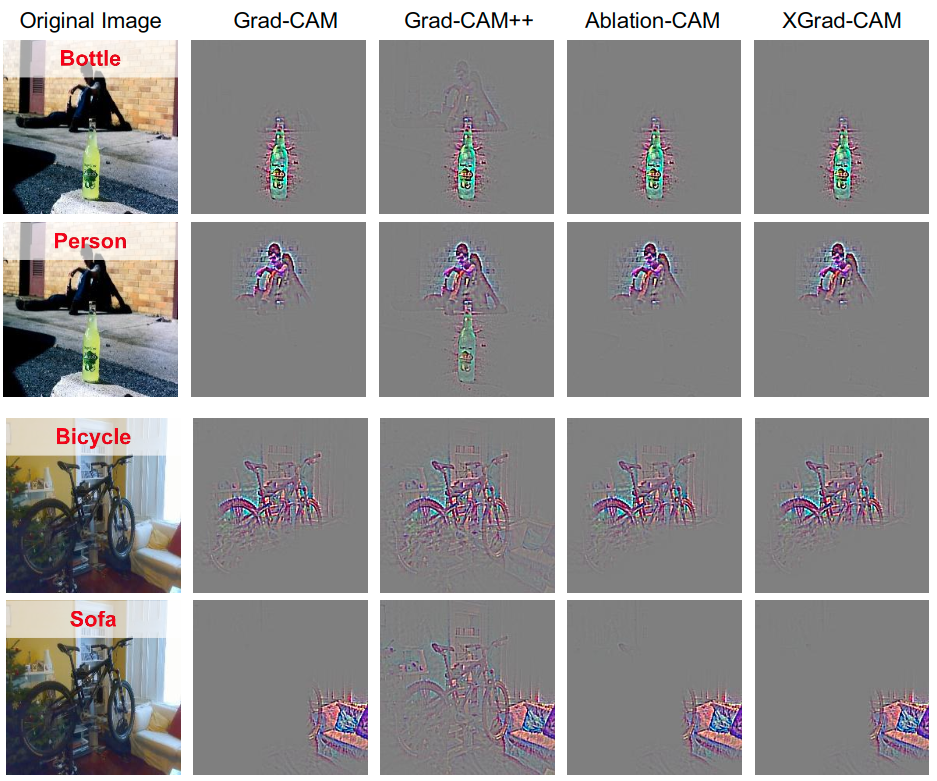 Original Image Grad-CAM Grad-CAM++ Ablation-CAM XGrad-CAM
Bottle
Person
Bicycle
Sofa